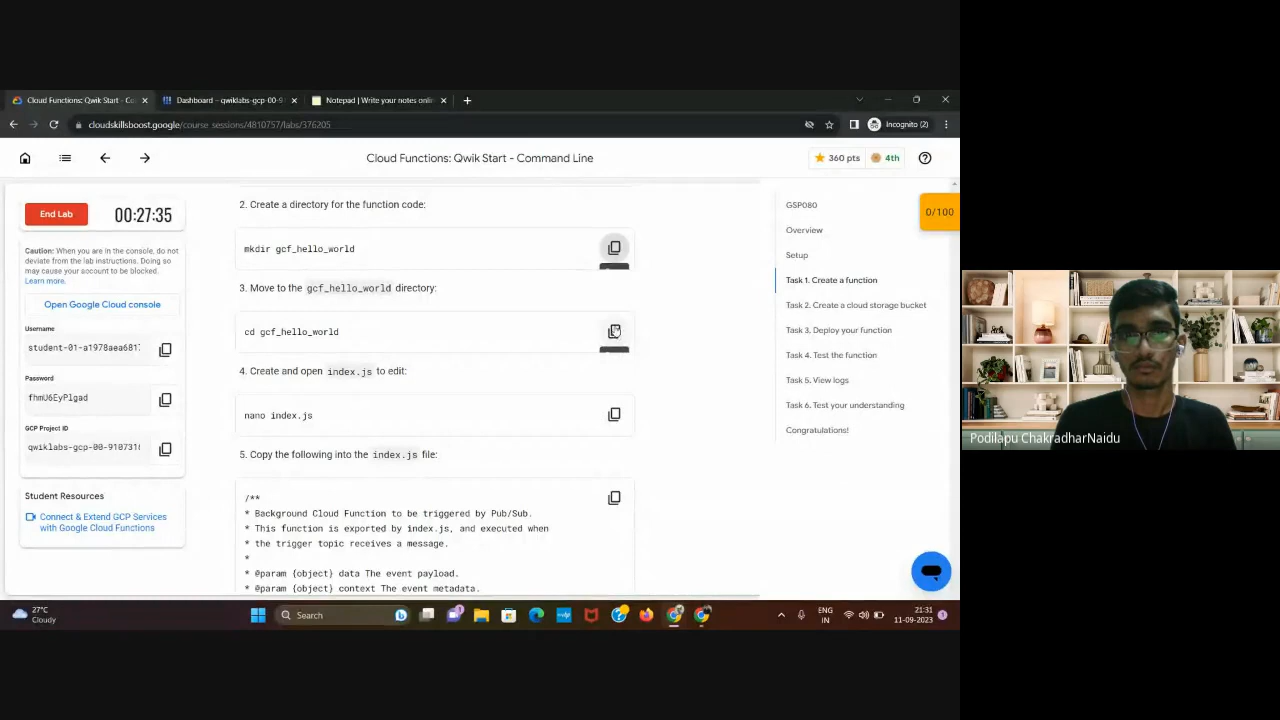 Cloud Functions: Qwik Start - Co
Dashboard – qwiklabs-gcp-00-9
Notepad | Write your notes onlin
cloudskillsboost.google/course_sessions/4810757/labs/376205
Incognito (2)
Cloud Functions: Qwik Start - Command Line
360 pts
4th
End Lab
00:27:35
Caution: When you are in the console, do not
deviate from the lab instructions. Doing so
may cause your account to be blocked.
Learn more.
Open Google Cloud console
Username
student-01-a1978aea681
Password
fhmU6EyPlgad
GCP Project ID
qwiklabs-gcp-00-91073
Student Resources
Connect & Extend GCP Services
with Google Cloud Functions
2. Create a directory for the function code:
mkdir gcf_hello_world
3. Move to the gcf_hello_world directory:
cd gcf_hello_world
4. Create and open index.js to edit:
nano index.js
5. Copy the following into the index.js file:
/**
* Background Cloud Function to be triggered by Pub/Sub.
* This function is exported by index.js, and executed when
* the trigger topic receives a message.
*
* @param {object} data The event payload.
* @param {object} context The event metadata.
GSP080
Overview
Setup
Task 1. Create a function
Task 2. Create a cloud storage bucket
Task 3. Deploy your function
Task 4. Test the function
Task 5. View logs
Task 6. Test your understanding
Congratulations!
0/100
Podilapu ChakradharNaidu
27°C
Cloudy
Search
ENG
IN
21:31
11-09-2023